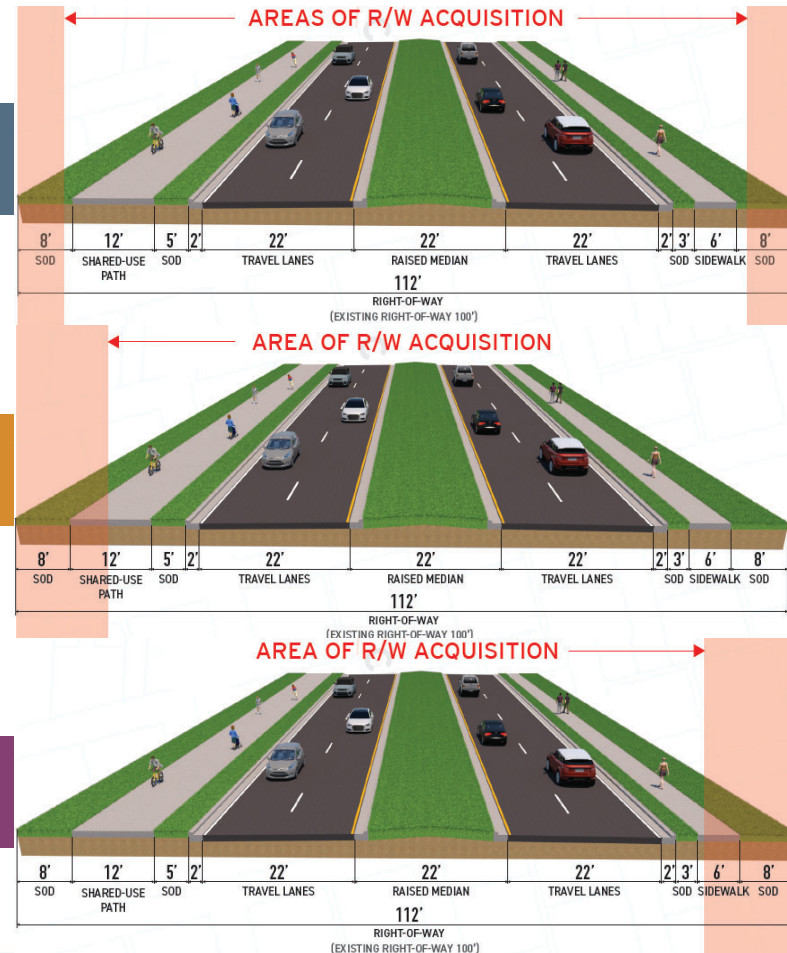 AREAS OF R/W ACQUISITION
8' 12' 5' 2' 22' 22' 22' 2' 3' 6' 8'
SOD SHARED-USE PATH SOD TRAVEL LANES RAISED MEDIAN TRAVEL LANES SOD SIDEWALK SOD
112'
RIGHT-OF-WAY
(EXISTING RIGHT-OF-WAY 100')
AREA OF R/W ACQUISITION
8' 12' 5' 2' 22' 22' 22' 2' 3' 6' 8'
SOD SHARED-USE PATH SOD TRAVEL LANES RAISED MEDIAN TRAVEL LANES SOD SIDEWALK SOD
112'
RIGHT-OF-WAY
(EXISTING RIGHT-OF-WAY 100')
AREA OF R/W ACQUISITION
8' 12' 5' 2' 22' 22' 22' 2' 3' 6' 8'
SOD SHARED-USE PATH SOD TRAVEL LANES RAISED MEDIAN TRAVEL LANES SOD SIDEWALK SOD
112'
RIGHT-OF-WAY
(EXISTING RIGHT-OF-WAY 100')